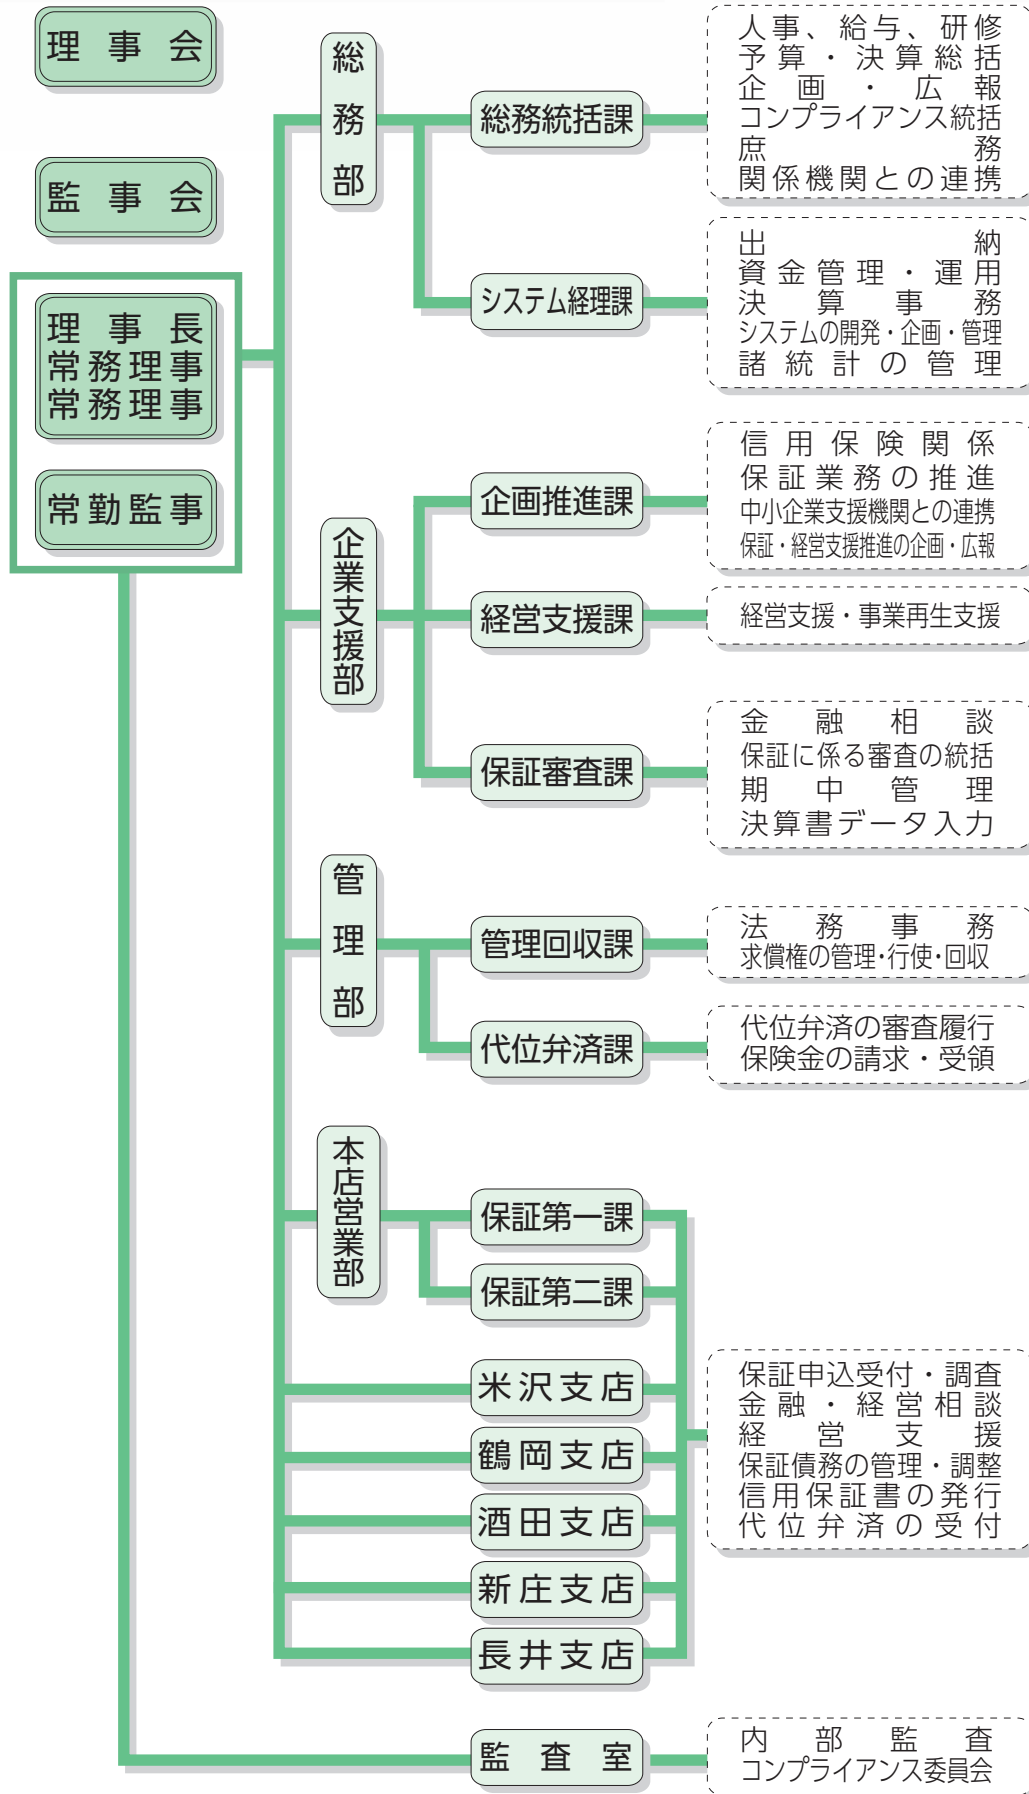 理事会
監事会
理事長
常務理事
常務理事
常勤監事
総務部
総務統括課
人事、給与、研修
予算・決算総括
企画・広報
コンプライアンス統括
庶務
関係機関との連携
システム経理課
出納
資金管理・運用
決算事務
システムの開発・企画・管理
諸統計の管理
企業支援部
企画推進課
信用保険関係
保証業務の推進
中小企業支援機関との連携
保証・経営支援推進の企画・広報
経営支援課
経営支援・事業再生支援
保証審査課
金融相談
保証に係る審査の統括
期中管理
決算書データ入力
管理部
管理回収課
法務事務
求償権の管理・行使・回収
代位弁済課
代位弁済の審査履行
保険金の請求・受領
本店営業部
保証第一課
保証第二課
米沢支店
鶴岡支店
酒田支店
新庄支店
長井支店
保証申込受付・調査
金融・経営相談
経営支援
保証債務の管理・調整
信用保証書の発行
代位弁済の受付
監査室
内部監査
コンプライアンス委員会